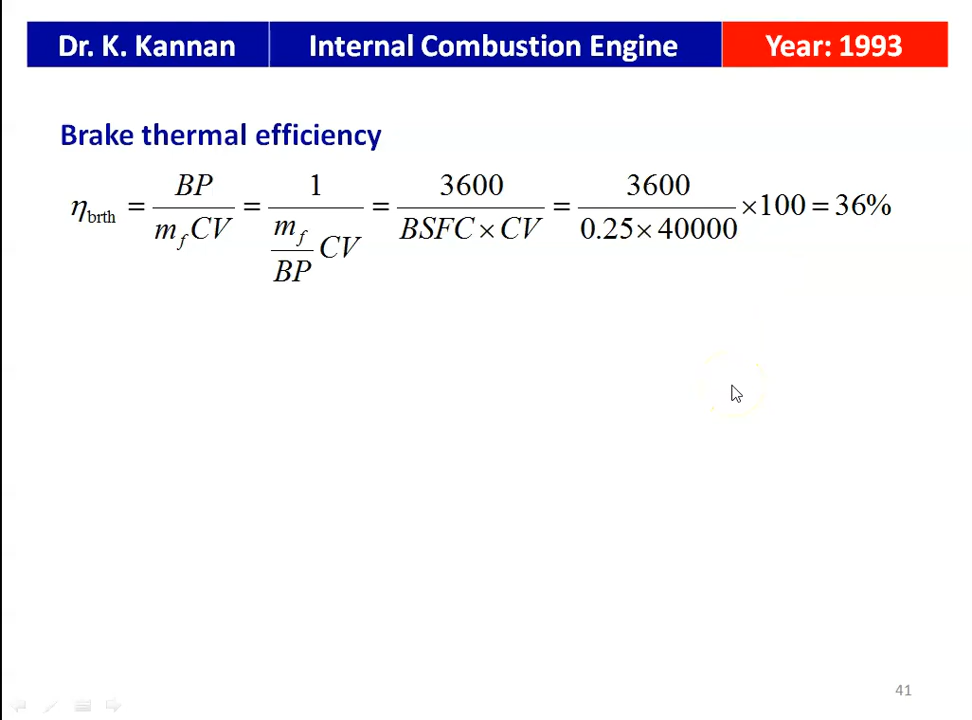 Dr. K. Kannan Internal Combustion Engine Year: 1993
Brake thermal efficiency
η_brth = BP / (m_f CV) = 1 / ((m_f / BP) CV) = 3600 / (BSFC × CV) = 3600 / (0.25 × 40000) × 100 = 36%
41